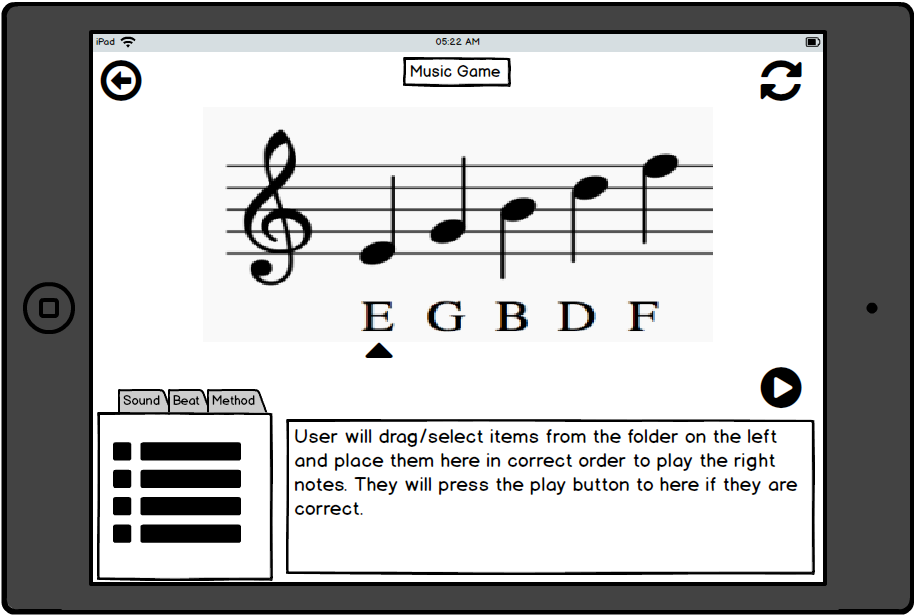 iPad 05:22 AM
Music Game
E G B D F
Sound Beat Method
User will drag/select items from the folder on the left
and place them here in correct order to play the right
notes. They will press the play button to here if they are
correct.